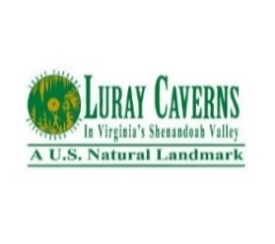 LURAY CAVERNS
In Virginia's Shenandoah Valley
A U.S. Natural Landmark